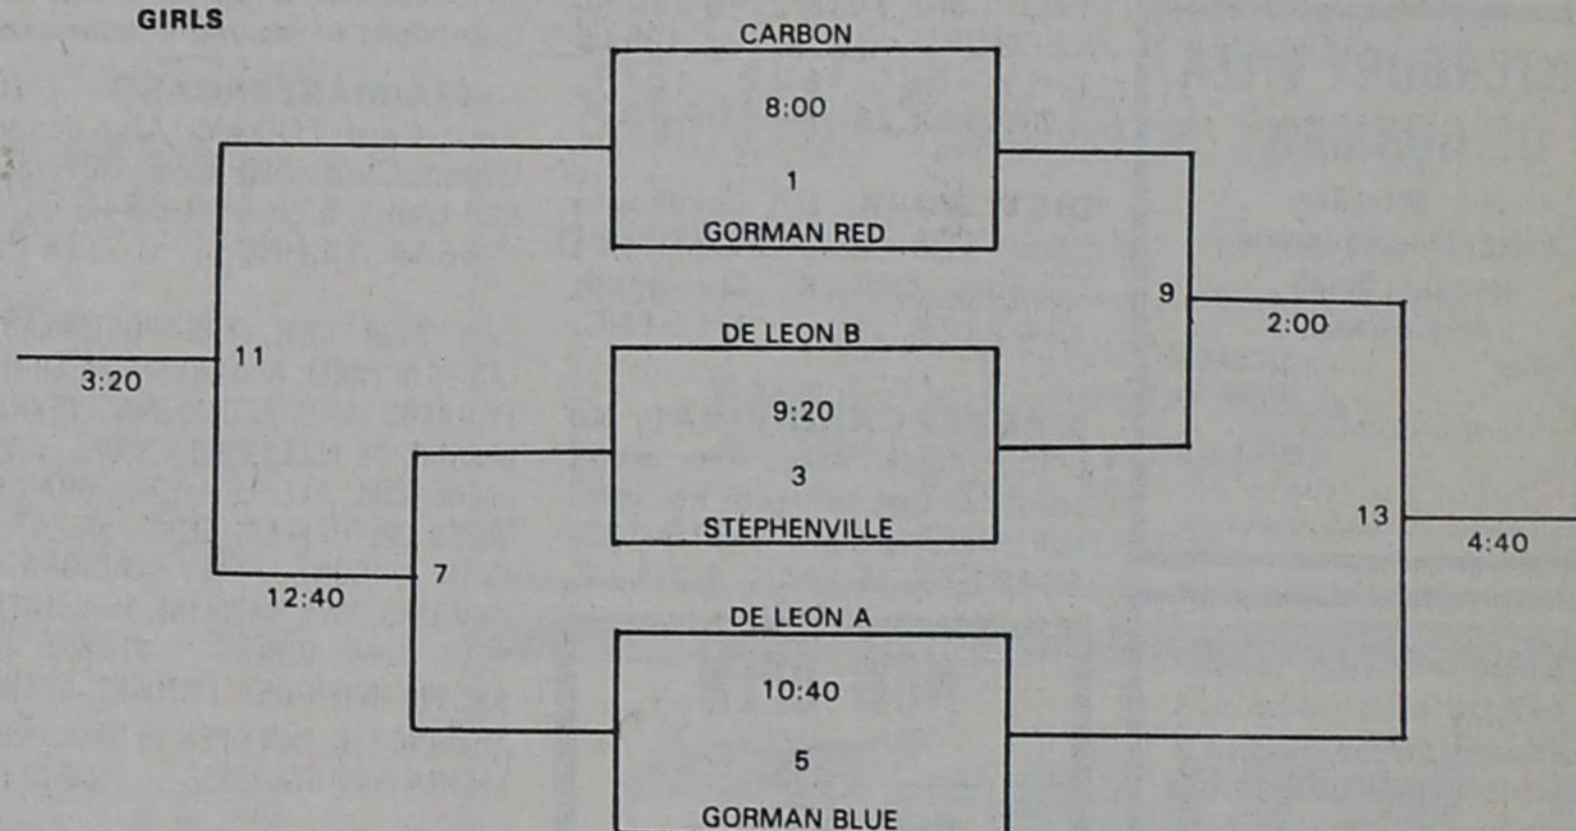 GIRLS
CARBON
8:00
1
GORMAN RED
9
2:00
DE LEON B
11
3:20
9:20
3
STEPHENVILLE
13
4:40
7
12:40
DE LEON A
10:40
5
GORMAN BLUE